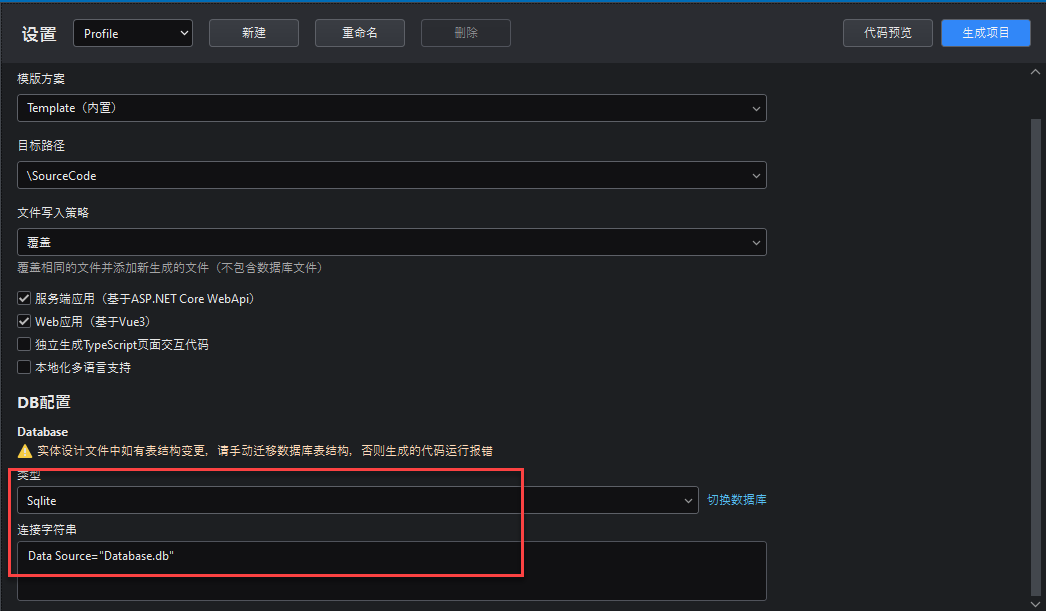 设置 Profile 新建 重命名 删除 代码预览 生成项目
模版方案
Template（内置）
目标路径
\SourceCode
文件写入策略
覆盖
覆盖相同的文件并添加新生成的文件（不包含数据库文件）
服务端应用（基于ASP.NET Core WebApi）
Web应用（基于Vue3）
独立生成TypeScript页面交互代码
本地化多语言支持
DB配置
Database
实体设计文件中如有表结构变更，请手动迁移数据库表结构，否则生成的代码运行报错
类型
Sqlite 切换数据库
连接字符串
Data Source="Database.db"